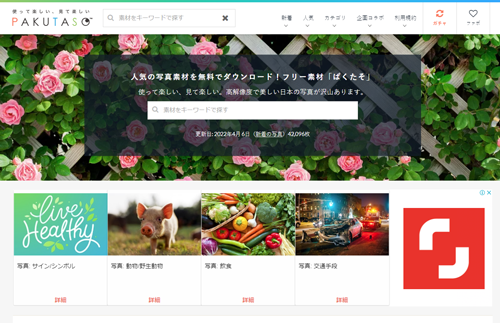 使って楽しい、見て楽しい
PAKUTASO
素材をキーワードで探す
新着
人気
カテゴリ
企画コラボ
利用規約
ガチャ
クラボ
人気の写真素材を無料でダウンロード！フリー素材「ぱくたそ」
使って楽しい、見て楽しい。高解像度で美しい日本の写真が沢山あります。
素材をキーワードで探す
更新日:2022年4月6日（新着の写真）42,096枚
live
Healthy
写真: サイン/シンボル
写真: 動物/野生動物
写真: 飲食
写真: 交通手段
詳細
詳細
詳細
詳細